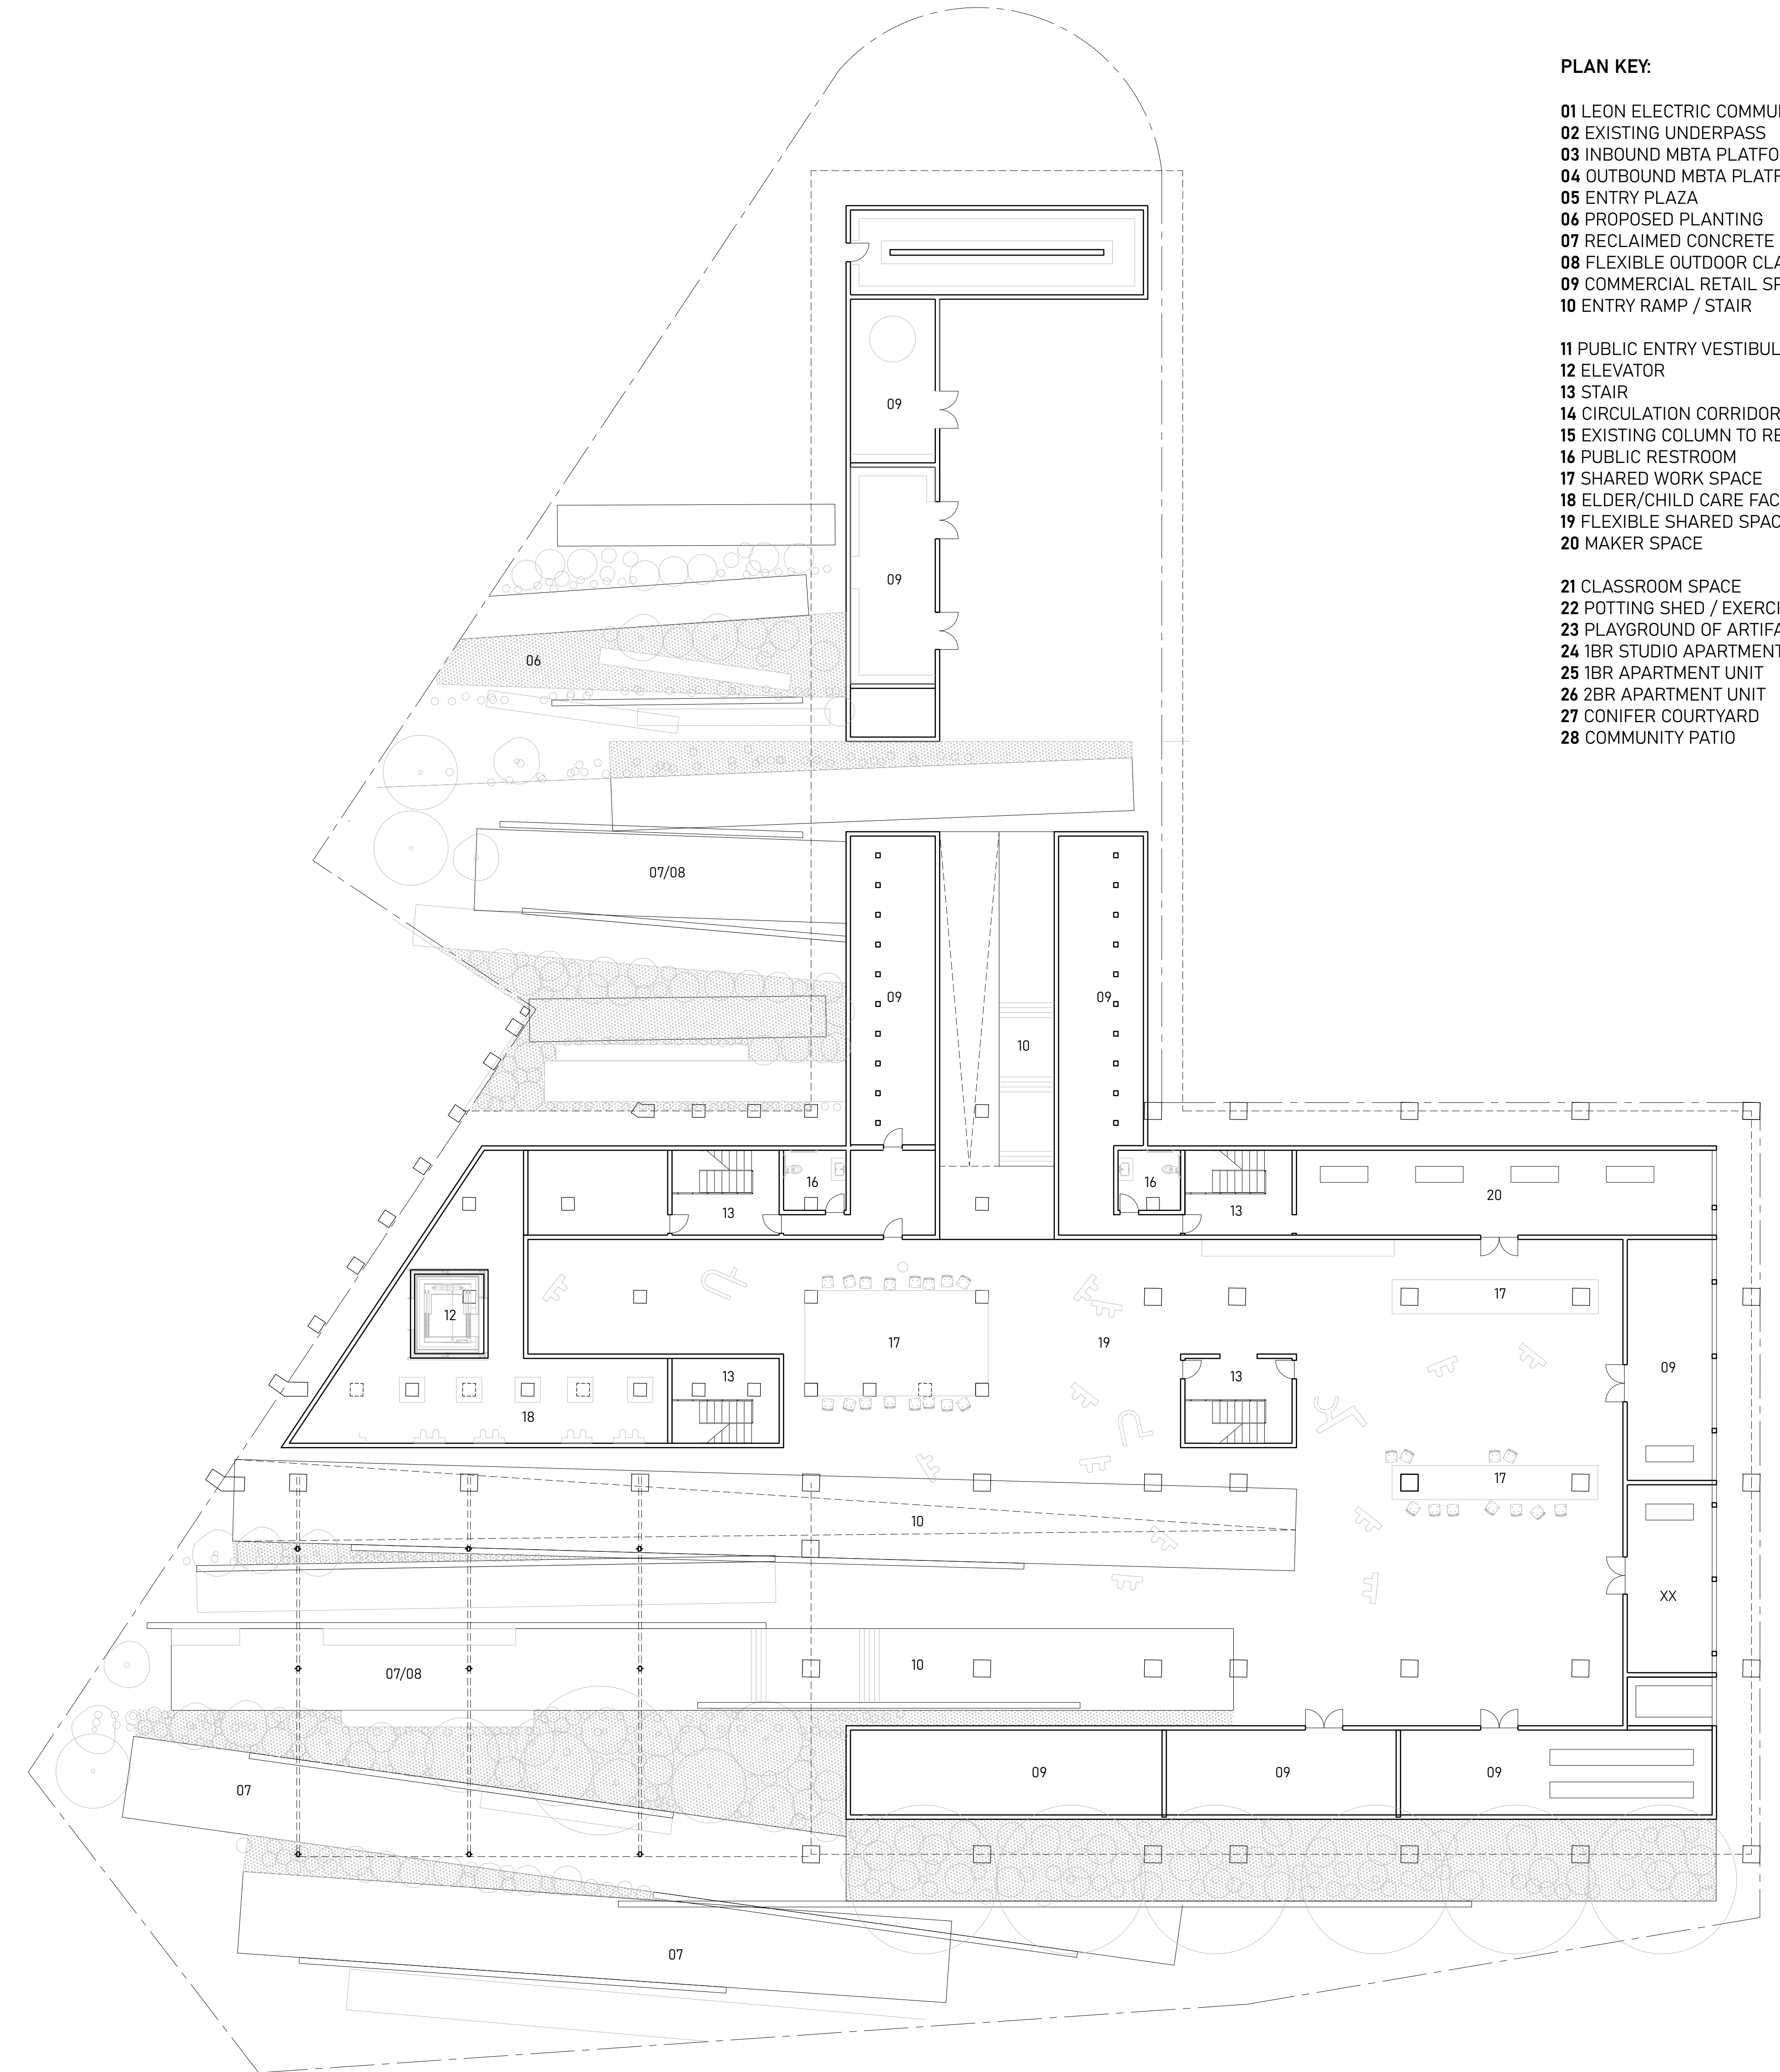 PLAN KEY:
01 LEON ELECTRIC COMMUN
02 EXISTING UNDERPASS
03 INBOUND MBTA PLATFO
04 OUTBOUND MBTA PLATF
05 ENTRY PLAZA
06 PROPOSED PLANTING
07 RECLAIMED CONCRETE
08 FLEXIBLE OUTDOOR CLA
09 COMMERCIAL RETAIL SP
10 ENTRY RAMP / STAIR
11 PUBLIC ENTRY VESTIBUL
12 ELEVATOR
13 STAIR
14 CIRCULATION CORRIDOR
15 EXISTING COLUMN TO RE
16 PUBLIC RESTROOM
17 SHARED WORK SPACE
18 ELDER/CHILD CARE FAC
19 FLEXIBLE SHARED SPAC
20 MAKER SPACE
21 CLASSROOM SPACE
22 POTTING SHED / EXERCI
23 PLAYGROUND OF ARTIFA
24 1BR STUDIO APARTMENT
25 1BR APARTMENT UNIT
26 2BR APARTMENT UNIT
27 CONIFER COURTYARD
28 COMMUNITY PATIO
09
09
06
07/08
09
09
10
16
16
20
13
13
17
12
17
19
09
13
13
18
17
10
XX
10
07/08
09
09
09
07
07